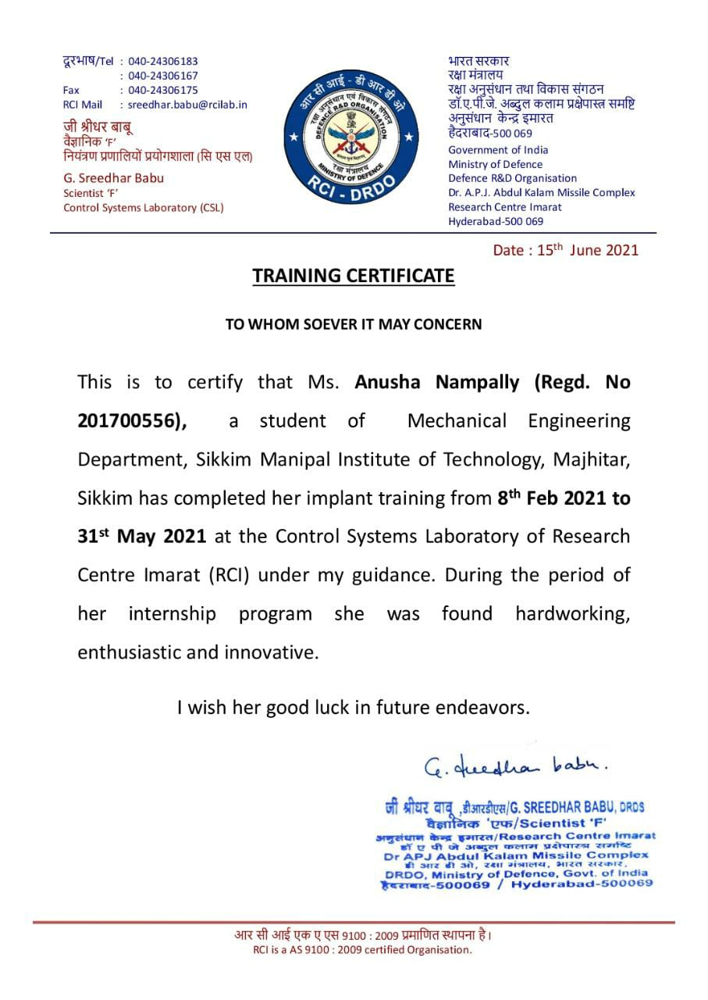 दूरभाष/Tel : 040-24306183
: 040-24306167
Fax : 040-24306175
RCI Mail : sreedhar.babu@rcilab.in
जी श्रीधर बाबू
वैज्ञानिक ‘F’
नियंत्रण प्रणालियों प्रयोगशाला (सि एस एल)
G. Sreedhar Babu
Scientist ‘F’
Control Systems Laboratory (CSL)
आर सी आई - डी आर डी ओ
रक्षा अनुसंधान एवं विकास संगठन
DEFENCE R&D ORGANISATION
रक्षा मंत्रालय
MINISTRY OF DEFENCE
RCI - DRDO
भारत सरकार
रक्षा मंत्रालय
रक्षा अनुसंधान तथा विकास संगठन
डॉ.ए.पी.जे. अब्दुल कलाम प्रक्षेपास्त्र समष्टि
अनुसंधान केन्द्र इमारत
हैदराबाद-500 069
Government of India
Ministry of Defence
Defence R&D Organisation
Dr. A.P.J. Abdul Kalam Missile Complex
Research Centre Imarat
Hyderabad-500 069
Date : 15th June 2021
TRAINING CERTIFICATE
TO WHOM SOEVER IT MAY CONCERN
This is to certify that Ms. Anusha Nampally (Regd. No
201700556), a student of Mechanical Engineering
Department, Sikkim Manipal Institute of Technology, Majhitar,
Sikkim has completed her implant training from 8th Feb 2021 to
31st May 2021 at the Control Systems Laboratory of Research
Centre Imarat (RCI) under my guidance. During the period of
her internship program she was found hardworking,
enthusiastic and innovative.
I wish her good luck in future endeavors.
G. Sreedhar babu.
जी श्रीधर बाबू ,डीआरडीएस/G. SREEDHAR BABU, DRDS
वैज्ञानिक 'एफ/Scientist 'F'
अनुसंधान केन्द्र इमारत/Research Centre Imarat
डॉ ए पी जे अब्दुल कलाम प्रक्षेपास्त्र समष्टि
Dr APJ Abdul Kalam Missile Complex
डी आर डी ओ, रक्षा मंत्रालय, भारत सरकार,
DRDO, Ministry of Defence, Govt. of India
हैदराबाद-500069 / Hyderabad-500069
आर सी आई एक ए एस 9100 : 2009 प्रमाणित स्थापना है।
RCI is a AS 9100 : 2009 certified Organisation.